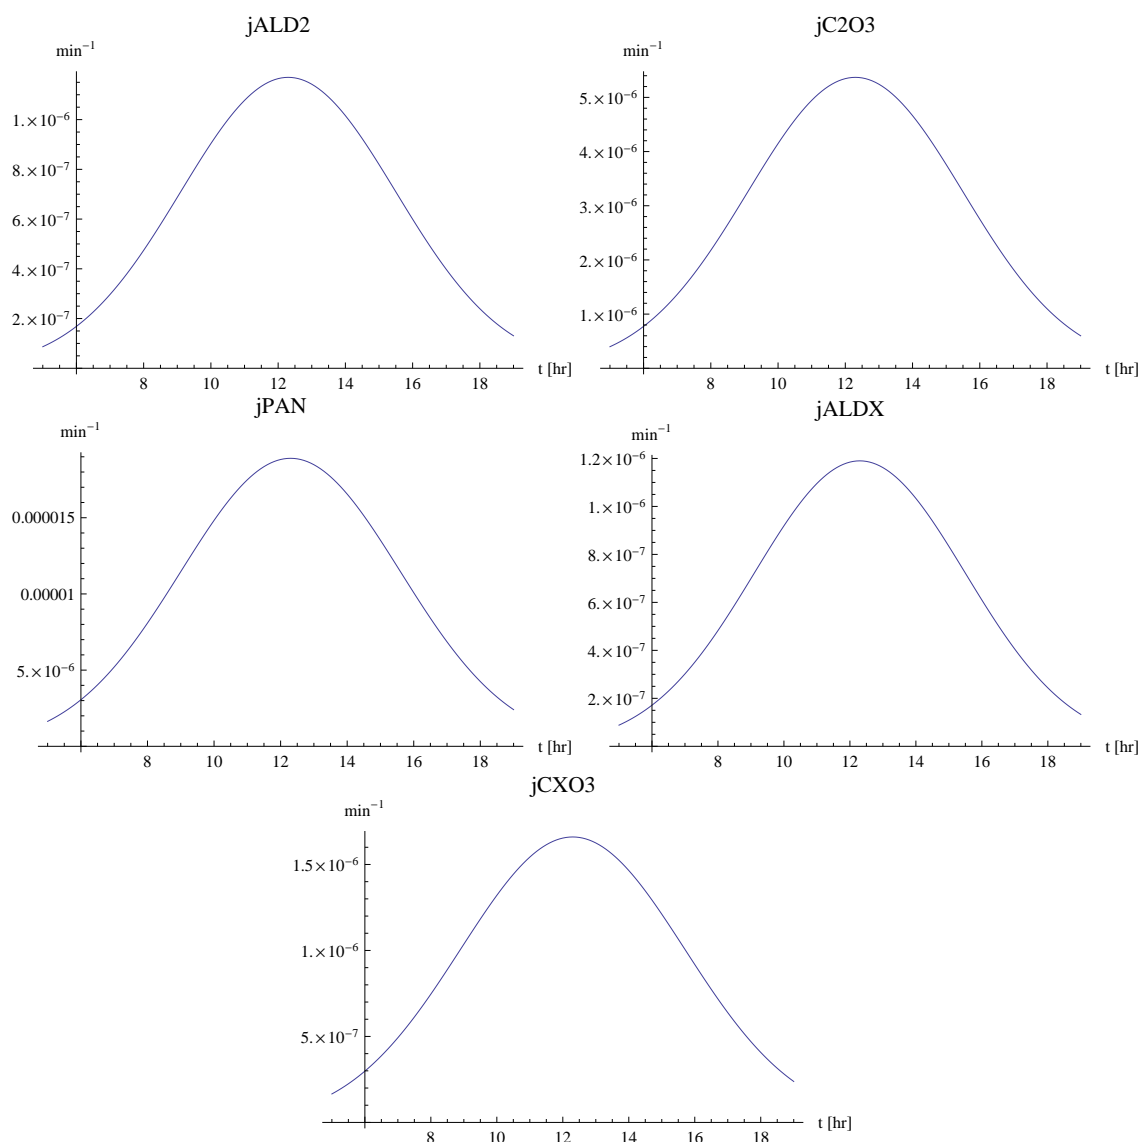 jALD2
min−1
1.×10−6
8.×10−7
6.×10−7
4.×10−7
2.×10−7
8 10 12 14 16 18 t [hr]
jC2O3
min−1
5.×10−6
4.×10−6
3.×10−6
2.×10−6
1.×10−6
8 10 12 14 16 18 t [hr]
jPAN
min−1
0.000015
0.00001
5.×10−6
8 10 12 14 16 18 t [hr]
jALDX
min−1
1.2×10−6
1.×10−6
8.×10−7
6.×10−7
4.×10−7
2.×10−7
8 10 12 14 16 18 t [hr]
jCXO3
min−1
1.5×10−6
1.×10−6
5.×10−7
8 10 12 14 16 18 t [hr]